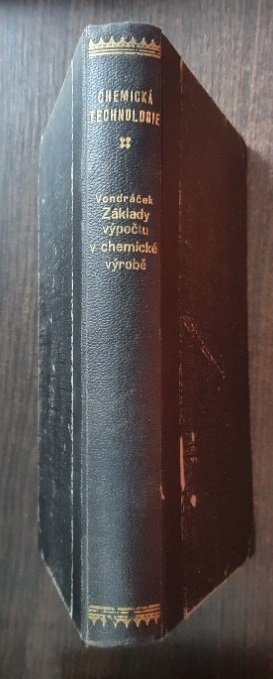 CHEMICKÁ
TECHNOLOGIE
Vondráček
Základy
výpočtu
v chemické
výrobě